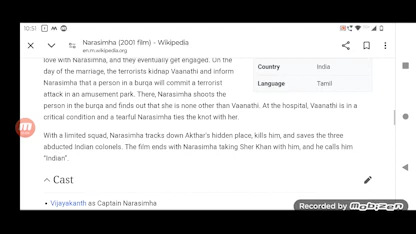 10:51
Narasimha (2001 film) - Wikipedia
en.m.wikipedia.org
love with Narasimha, and they eventually get engaged. On the
day of the marriage, the terrorists kidnap Vaanathi and inform
Narasimha that a person in a burqa will commit a terrorist
attack in an amusement park. There, Narasimha shoots the
person in the burqa and finds out that she is none other than Vaanathi. At the hospital, Vaanathi is in a
critical condition and a tearful Narasimha ties the knot with her.
Country India
Language Tamil
With a limited squad, Narasimha tracks down Akthar's hidden place, kills him, and saves the three
abducted Indian colonels. The film ends with Narasimha taking Sher Khan with him, and he calls him
"Indian".
Cast
• Vijayakanth as Captain Narasimha
Recorded by Mobizen